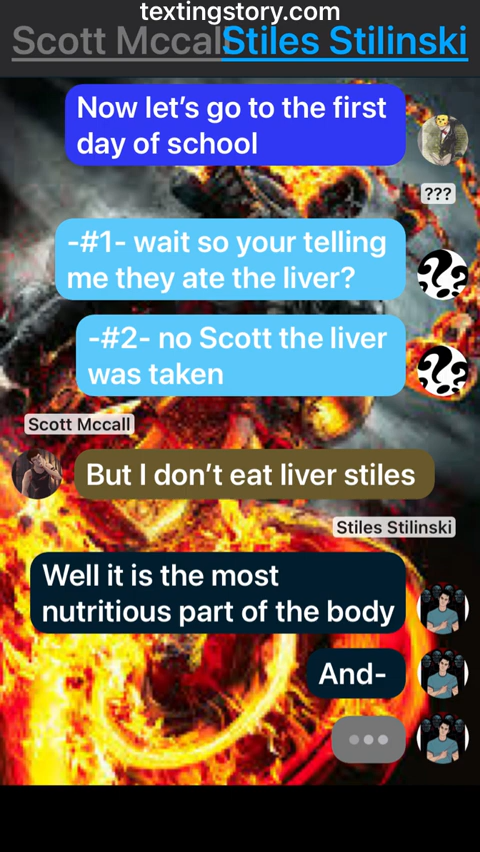 textingstory.com
Scott Mccall
Stiles Stilinski
Now let’s go to the first
day of school
???
-#1- wait so your telling
me they ate the liver?
-#2- no Scott the liver
was taken
Scott Mccall
But I don’t eat liver stiles
Stiles Stilinski
Well it is the most
nutritious part of the body
And-